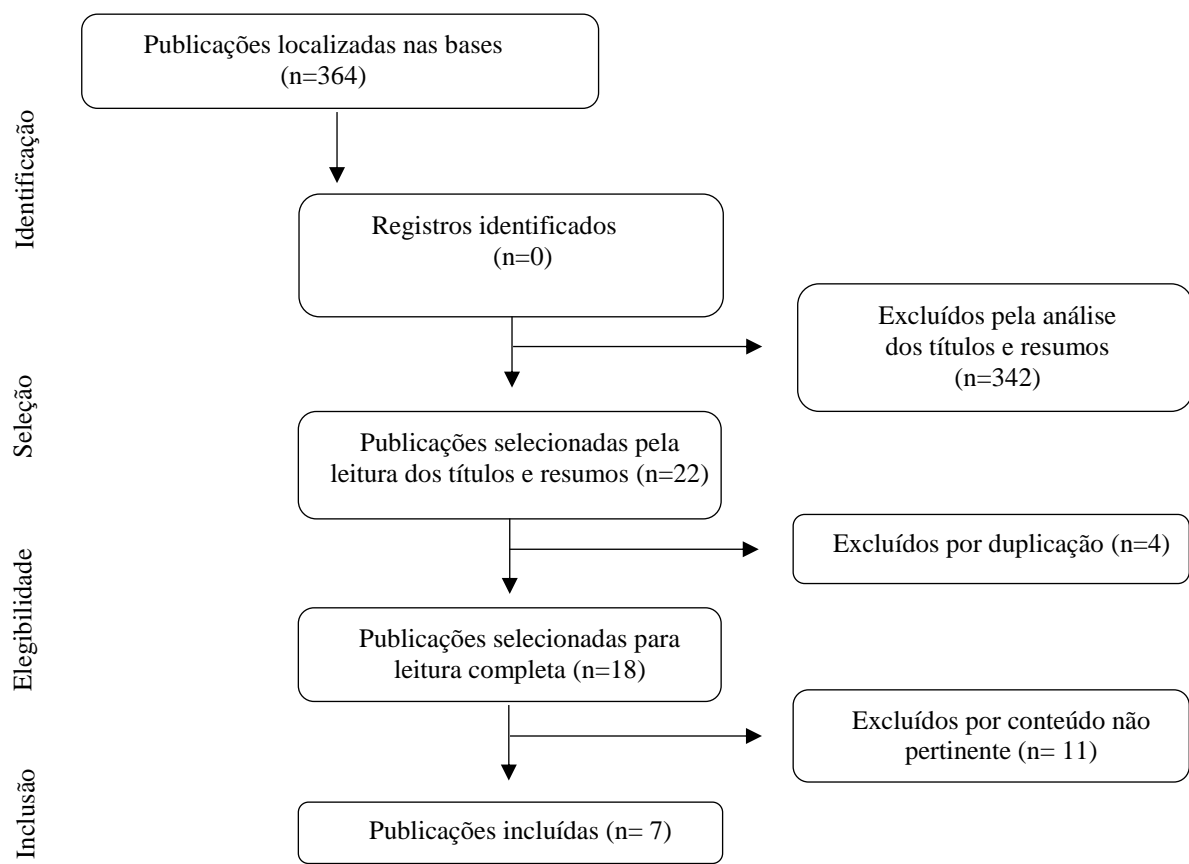 Publicações localizadas nas bases
(n=364)
Identificação
Registros identificados
(n=0)
Excluídos pela análise
dos títulos e resumos
(n=342)
Seleção
Publicações selecionadas pela
leitura dos títulos e resumos (n=22)
Excluídos por duplicação (n=4)
Elegibilidade
Publicações selecionadas para
leitura completa (n=18)
Excluídos por conteúdo não
pertinente (n= 11)
Inclusão
Publicações incluídas (n= 7)